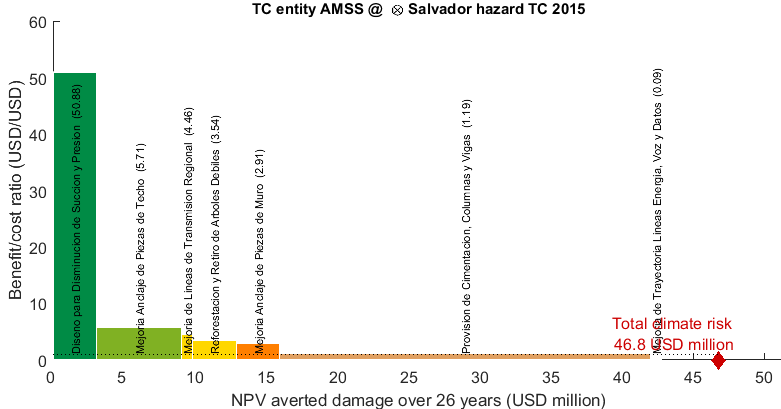 TC entity AMSS @ ⊗ Salvador hazard TC 2015
Benefit/cost ratio (USD/USD)
60
50
40
30
20
10
0
Diseno para Disminucion de Succion y Presion (50.88)
Mejoria Anclaje de Piezas de Techo (5.71)
Mejoria de Lineas de Transmision Regional (4.46)
Reforestacion y Retiro de Arboles Debiles (3.54)
Mejoria Anclaje de Piezas de Muro (2.91)
Provision de Cimentacion, Columnas y Vigas (1.19)
Mejoria de Trayectoria Lineas Energia, Voz y Datos (0.09)
Total climate risk
46.8 USD million
0 5 10 15 20 25 30 35 40 45 50
NPV averted damage over 26 years (USD million)